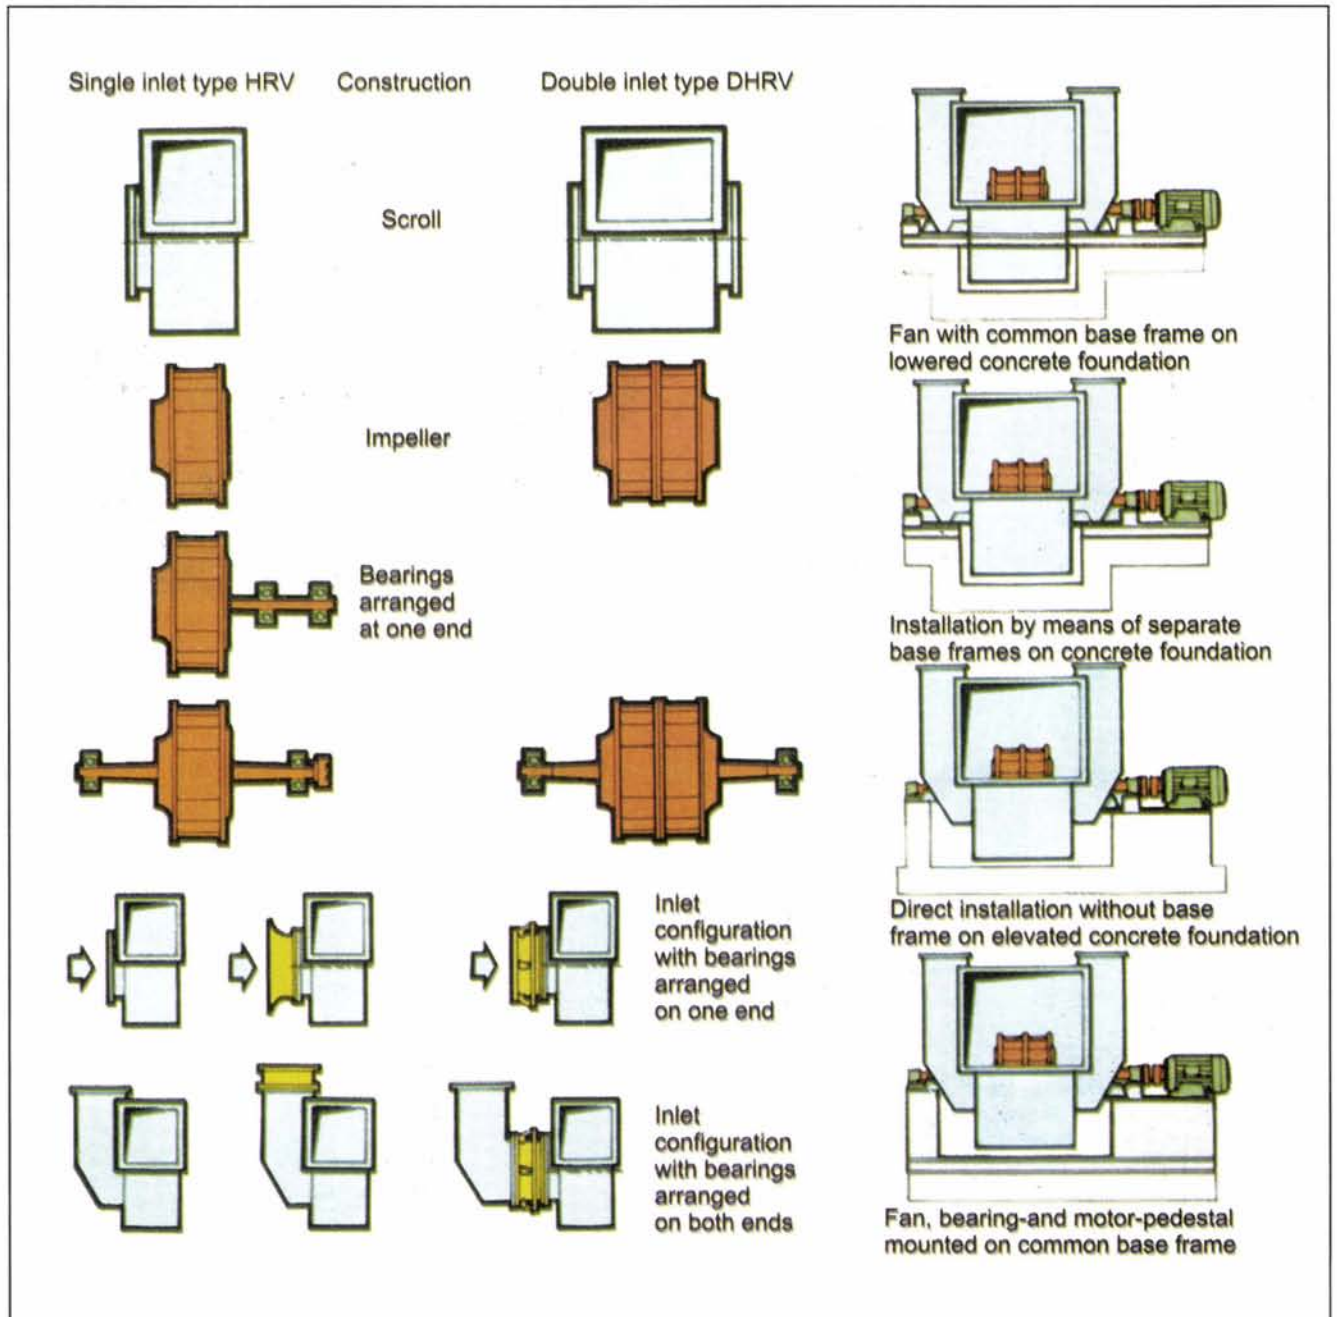 Single inlet type HRV
Construction
Double inlet type DHRV
Scroll
Impeller
Bearings
arranged
at one end
Inlet
configuration
with bearings
arranged
on one end
Inlet
configuration
with bearings
arranged
on both ends
Fan with common base frame on
lowered concrete foundation
Installation by means of separate
base frames on concrete foundation
Direct installation without base
frame on elevated concrete foundation
Fan, bearing-and motor-pedestal
mounted on common base frame